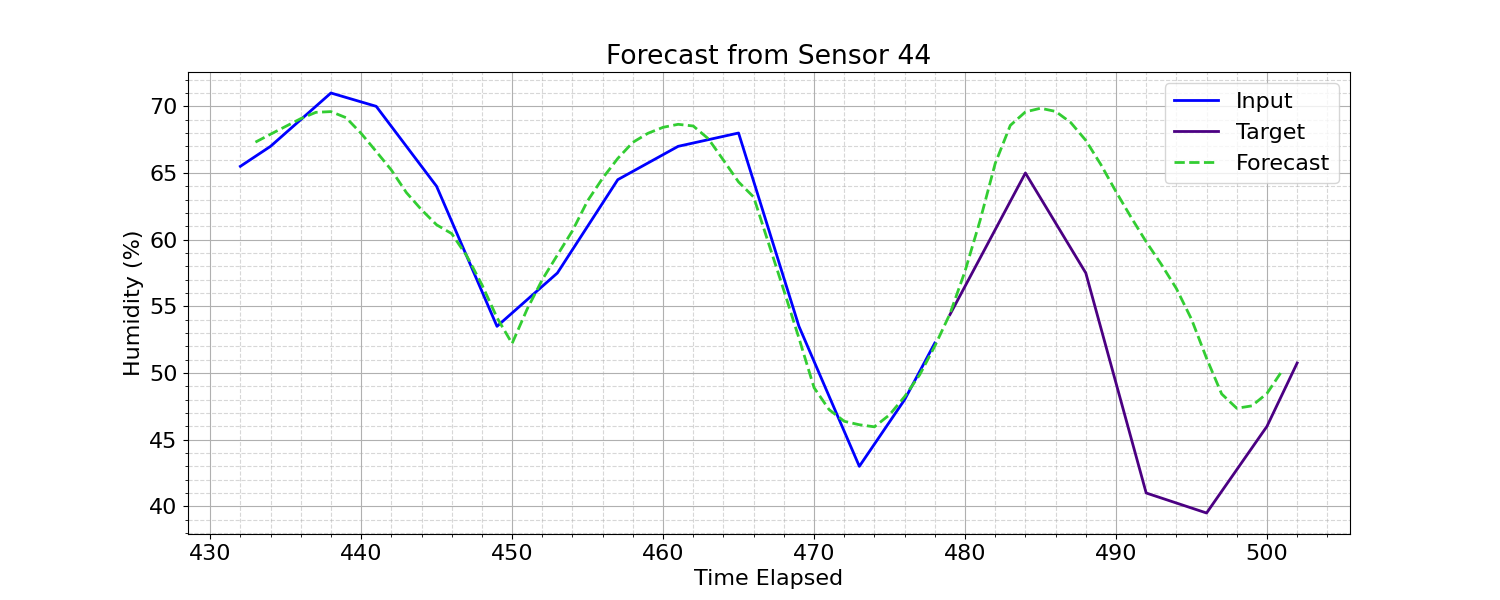 Forecast from Sensor 44
Humidity (%)
70
65
60
55
50
45
40
Input
Target
Forecast
430 440 450 460 470 480 490 500
Time Elapsed